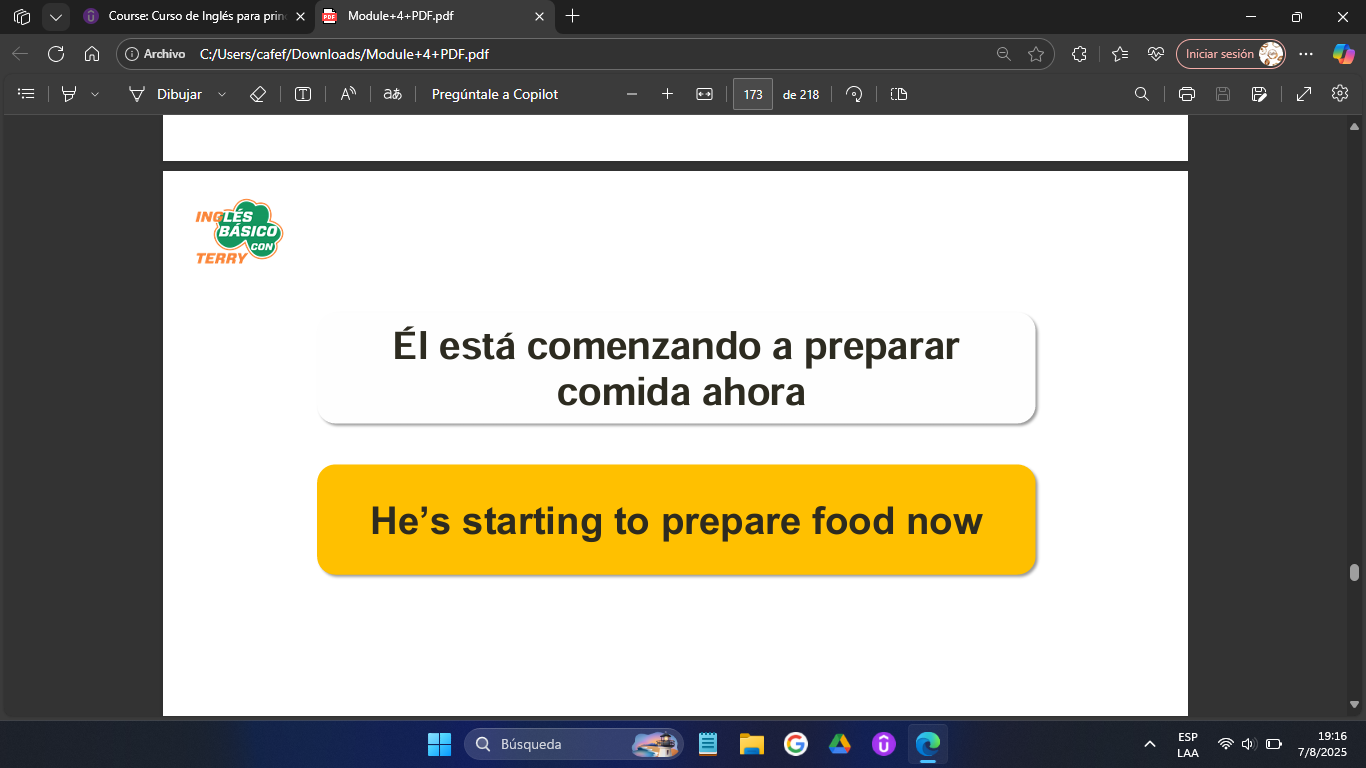 Course: Curso de Inglés para prin
Module+4+PDF.pdf
Archivo
C:/Users/cafef/Downloads/Module+4+PDF.pdf
Iniciar sesión
Dibujar
Pregúntale a Copilot
173
de 218
INGLÉS
BÁSICO
CON
TERRY
Él está comenzando a preparar
comida ahora
He’s starting to prepare food now
Búsqueda
ESP
LAA
19:16
7/8/2025